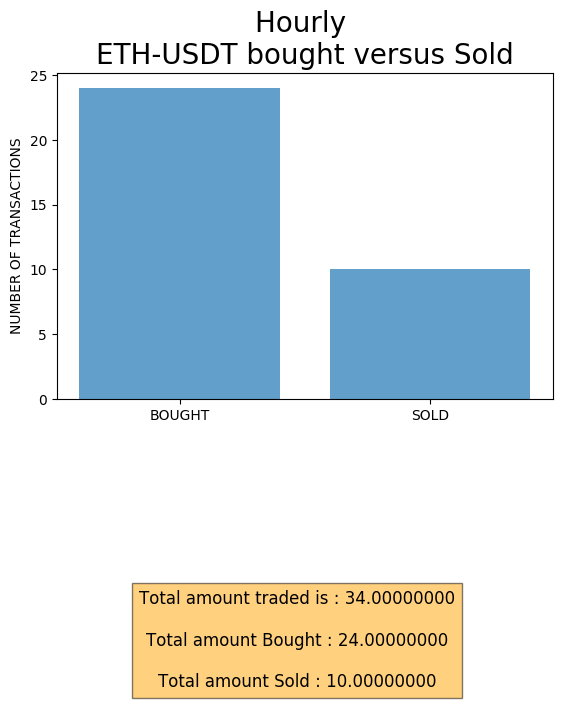 Hourly
ETH-USDT bought versus Sold
25
20
15
10
5
0
NUMBER OF TRANSACTIONS
BOUGHT SOLD
Total amount traded is : 34.00000000
Total amount Bought : 24.00000000
Total amount Sold : 10.00000000